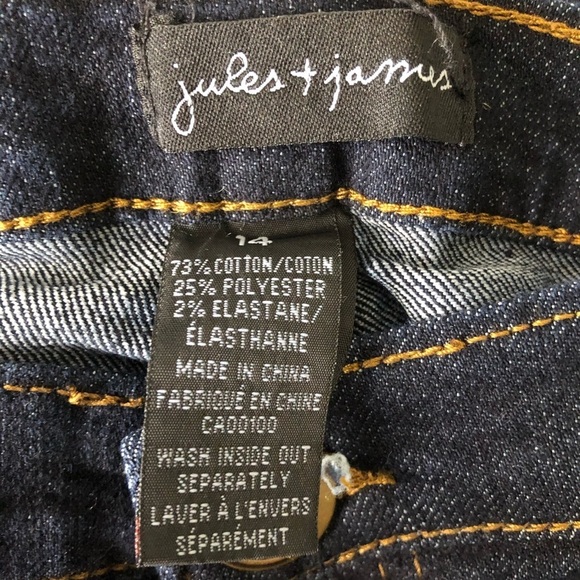 jules + james
14
73% COTTON/COTON
25% POLYESTER
2% ELASTANE/
ÉLASTHANNE
MADE IN CHINA
FABRIQUÉ EN CHINE
CA00100
WASH INSIDE OUT
SEPARATELY
LAVER À L'ENVERS
SÉPARÉMENT